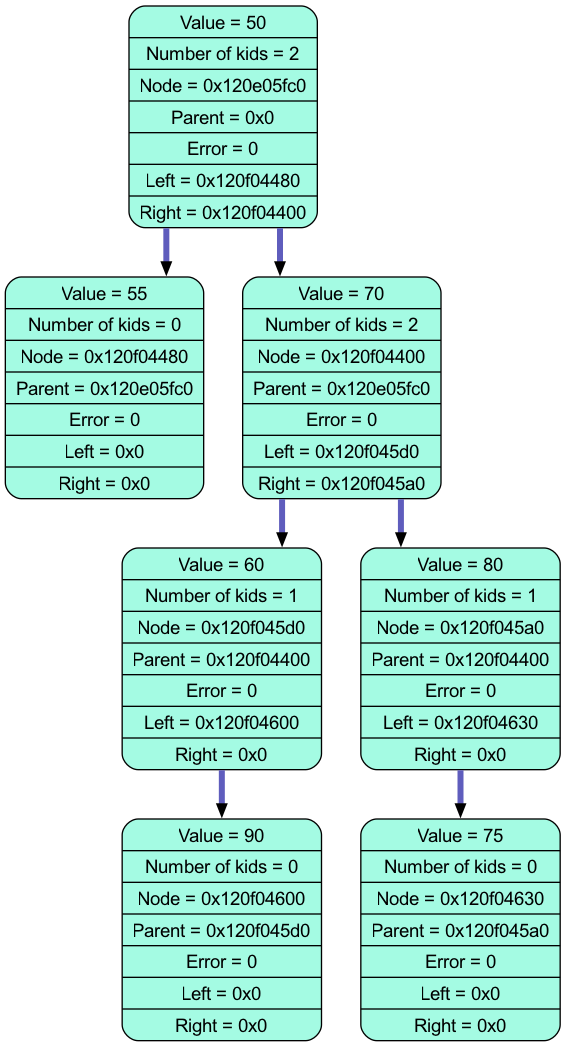 Value = 50
Number of kids = 2
Node = 0x120e05fc0
Parent = 0x0
Error = 0
Left = 0x120f04480
Right = 0x120f04400
Value = 55
Number of kids = 0
Node = 0x120f04480
Parent = 0x120e05fc0
Error = 0
Left = 0x0
Right = 0x0
Value = 70
Number of kids = 2
Node = 0x120f04400
Parent = 0x120e05fc0
Error = 0
Left = 0x120f045d0
Right = 0x120f045a0
Value = 60
Number of kids = 1
Node = 0x120f045d0
Parent = 0x120f04400
Error = 0
Left = 0x120f04600
Right = 0x0
Value = 80
Number of kids = 1
Node = 0x120f045a0
Parent = 0x120f04400
Error = 0
Left = 0x120f04630
Right = 0x0
Value = 90
Number of kids = 0
Node = 0x120f04600
Parent = 0x120f045d0
Error = 0
Left = 0x0
Right = 0x0
Value = 75
Number of kids = 0
Node = 0x120f04630
Parent = 0x120f045a0
Error = 0
Left = 0x0
Right = 0x0